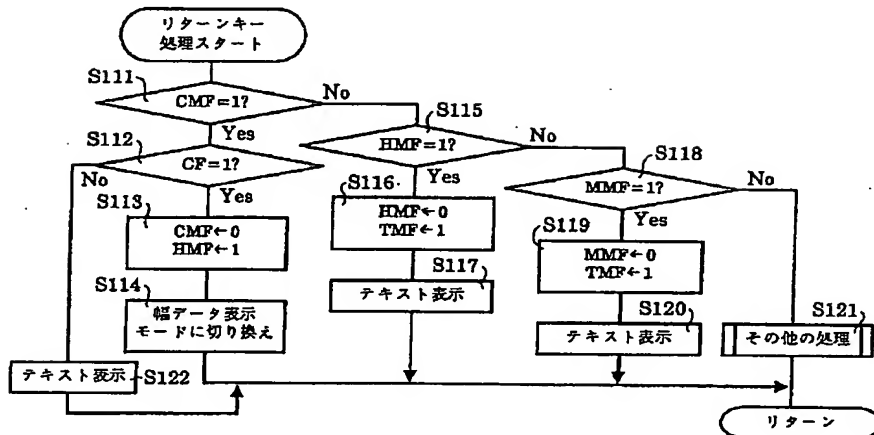 リターンキー
処理スタート
S111
CMF=1?
No
S115
Yes
S112
CF=1?
HMF=1?
No
S118
No
Yes
S116
Yes
MMF=1?
No
S113
CMF←0
HMF←1
HMF←0
TMF←1
S119
Yes
MMF←0
TMF←1
S114
S117
幅データ表示
モードに切り換え
テキスト表示
S120
S121
テキスト表示
その他の処理
テキスト表示
S122
リターン